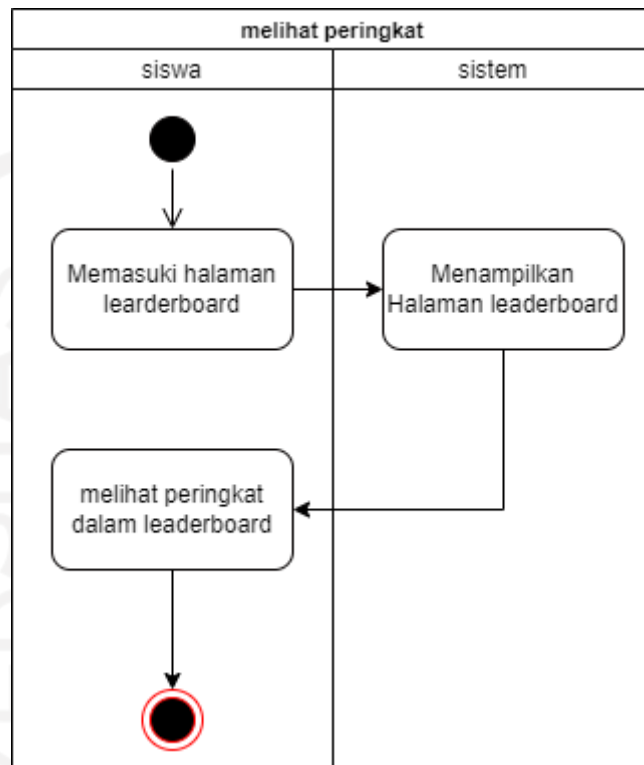 melihat peringkat
siswa
sistem
Memasuki halaman
learderboard
Menampilkan
Halaman leaderboard
melihat peringkat
dalam leaderboard